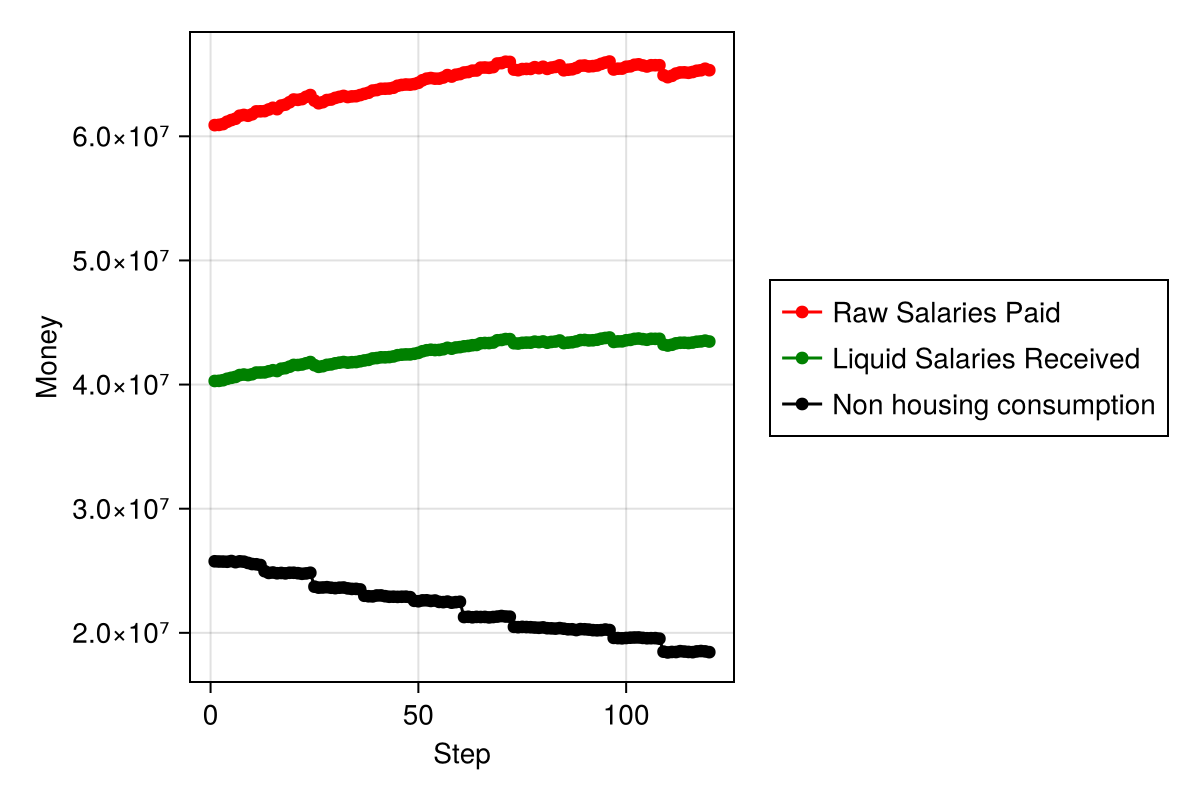 6.0×10⁷
5.0×10⁷
4.0×10⁷
3.0×10⁷
2.0×10⁷
Money
0 50 100
Step
Raw Salaries Paid
Liquid Salaries Received
Non housing consumption